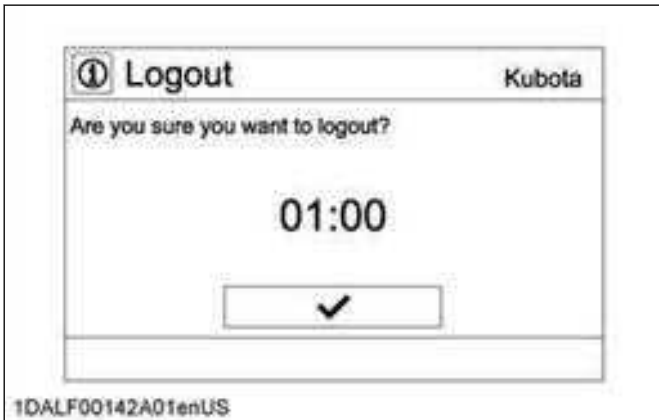 Logout
Kubota
Are you sure you want to logout?
01:00
1DALF00142A01enUS